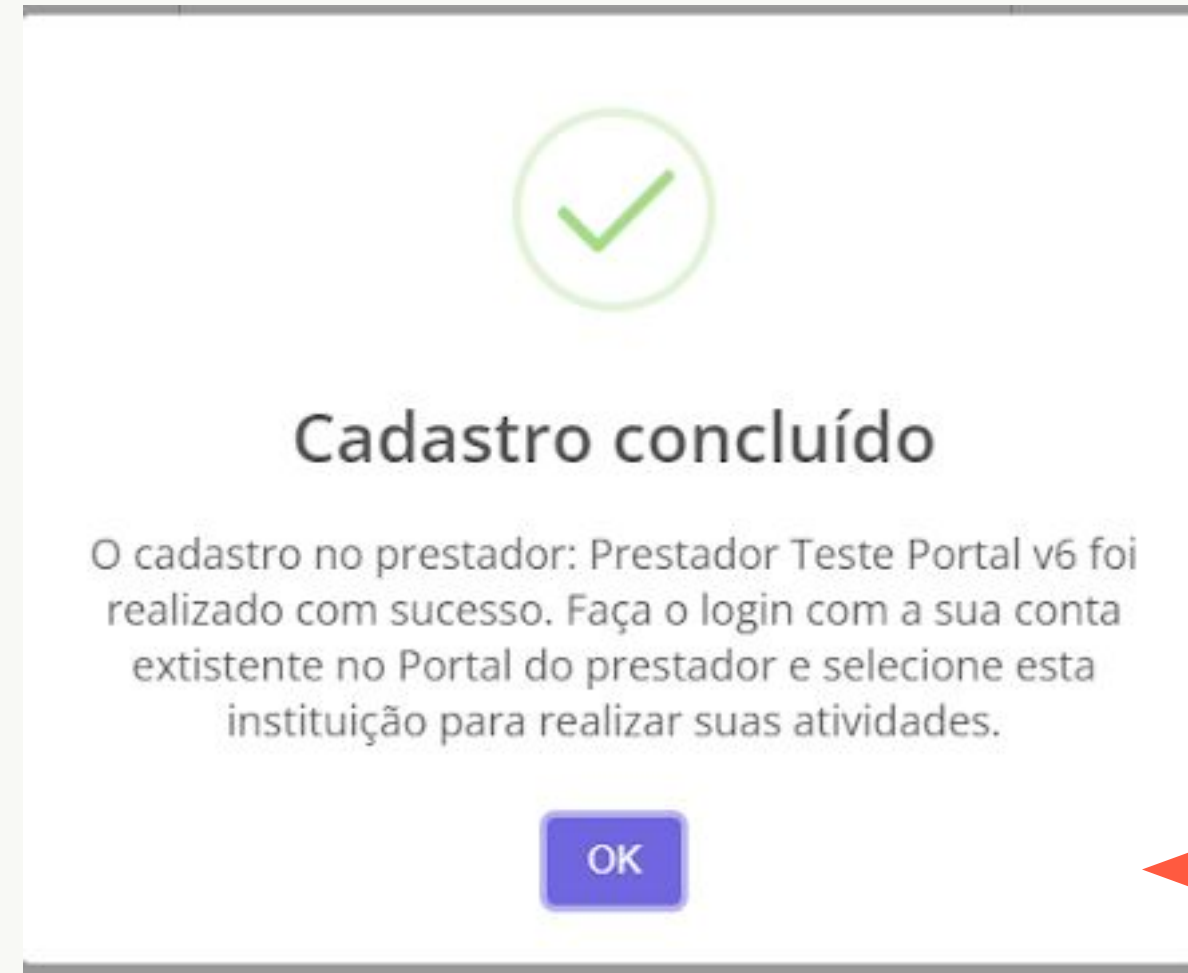 Cadastro concluído
O cadastro no prestador: Prestador Teste Portal v6 foi
realizado com sucesso. Faça o login com a sua conta
extistente no Portal do prestador e selecione esta
instituição para realizar suas atividades.
OK